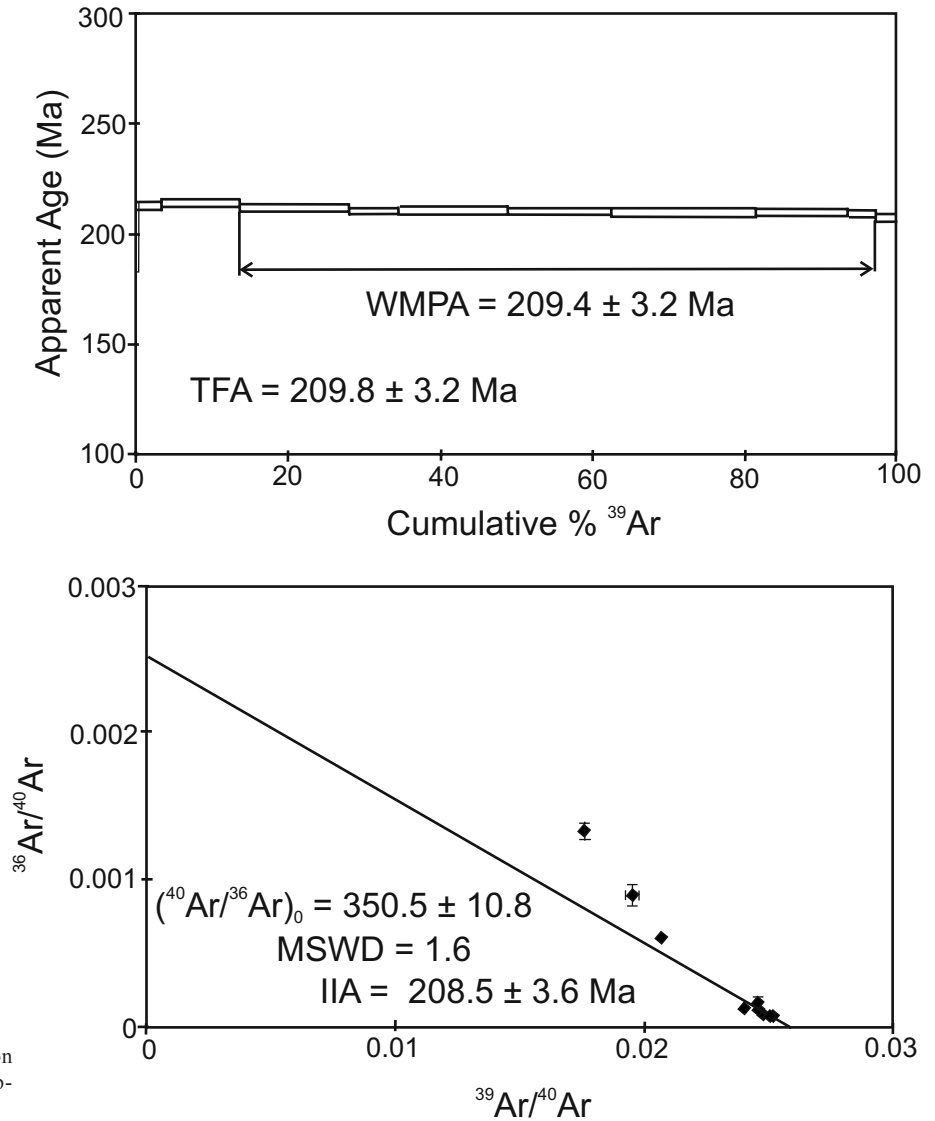 300
250
200
150
100
Apparent Age (Ma)
WMPA = 209.4 ± 3.2 Ma
TFA = 209.8 ± 3.2 Ma
0 20 40 60 80 100
Cumulative % ³⁹Ar
0.003
0.002
0.001
0
³⁶Ar/⁴⁰Ar
(⁴⁰Ar/³⁶Ar)₀ = 350.5 ± 10.8
MSWD = 1.6
IIA = 208.5 ± 3.6 Ma
0 0.01 0.02 0.03
³⁹Ar/⁴⁰Ar